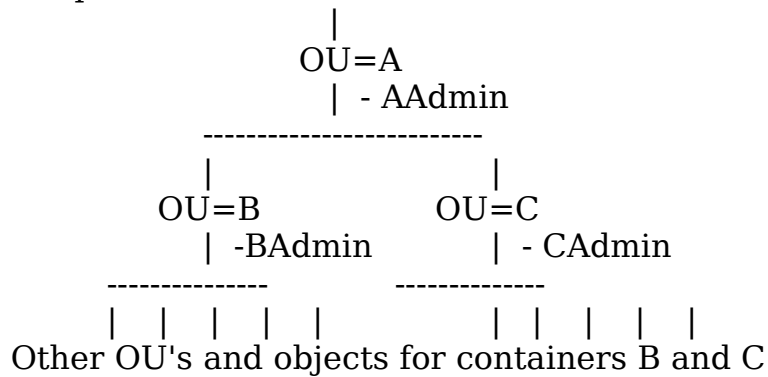 |
OU=A
| - AAdmin
--------------------------
| |
OU=B OU=C
| -BAdmin | - CAdmin
--------------- --------------
| | | | | | | | | |
Other OU's and objects for containers B and C